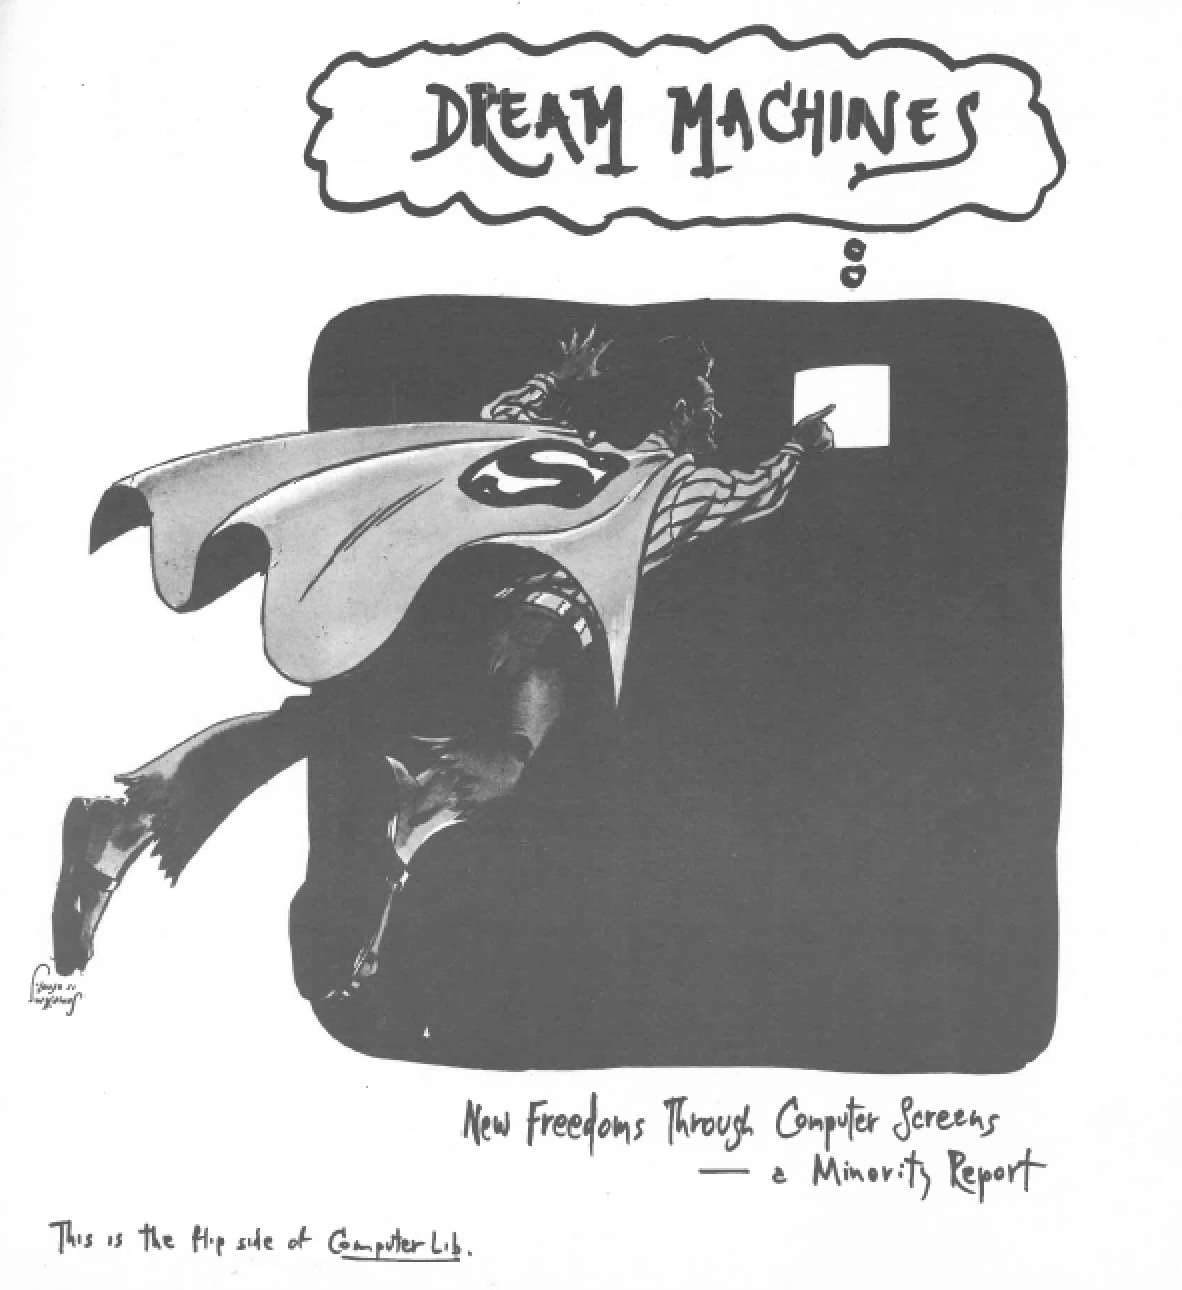 DREAM MACHINES
S
New Freedoms Through Computer Screens
— a Minority Report
This is the flip side of Computer Lib.